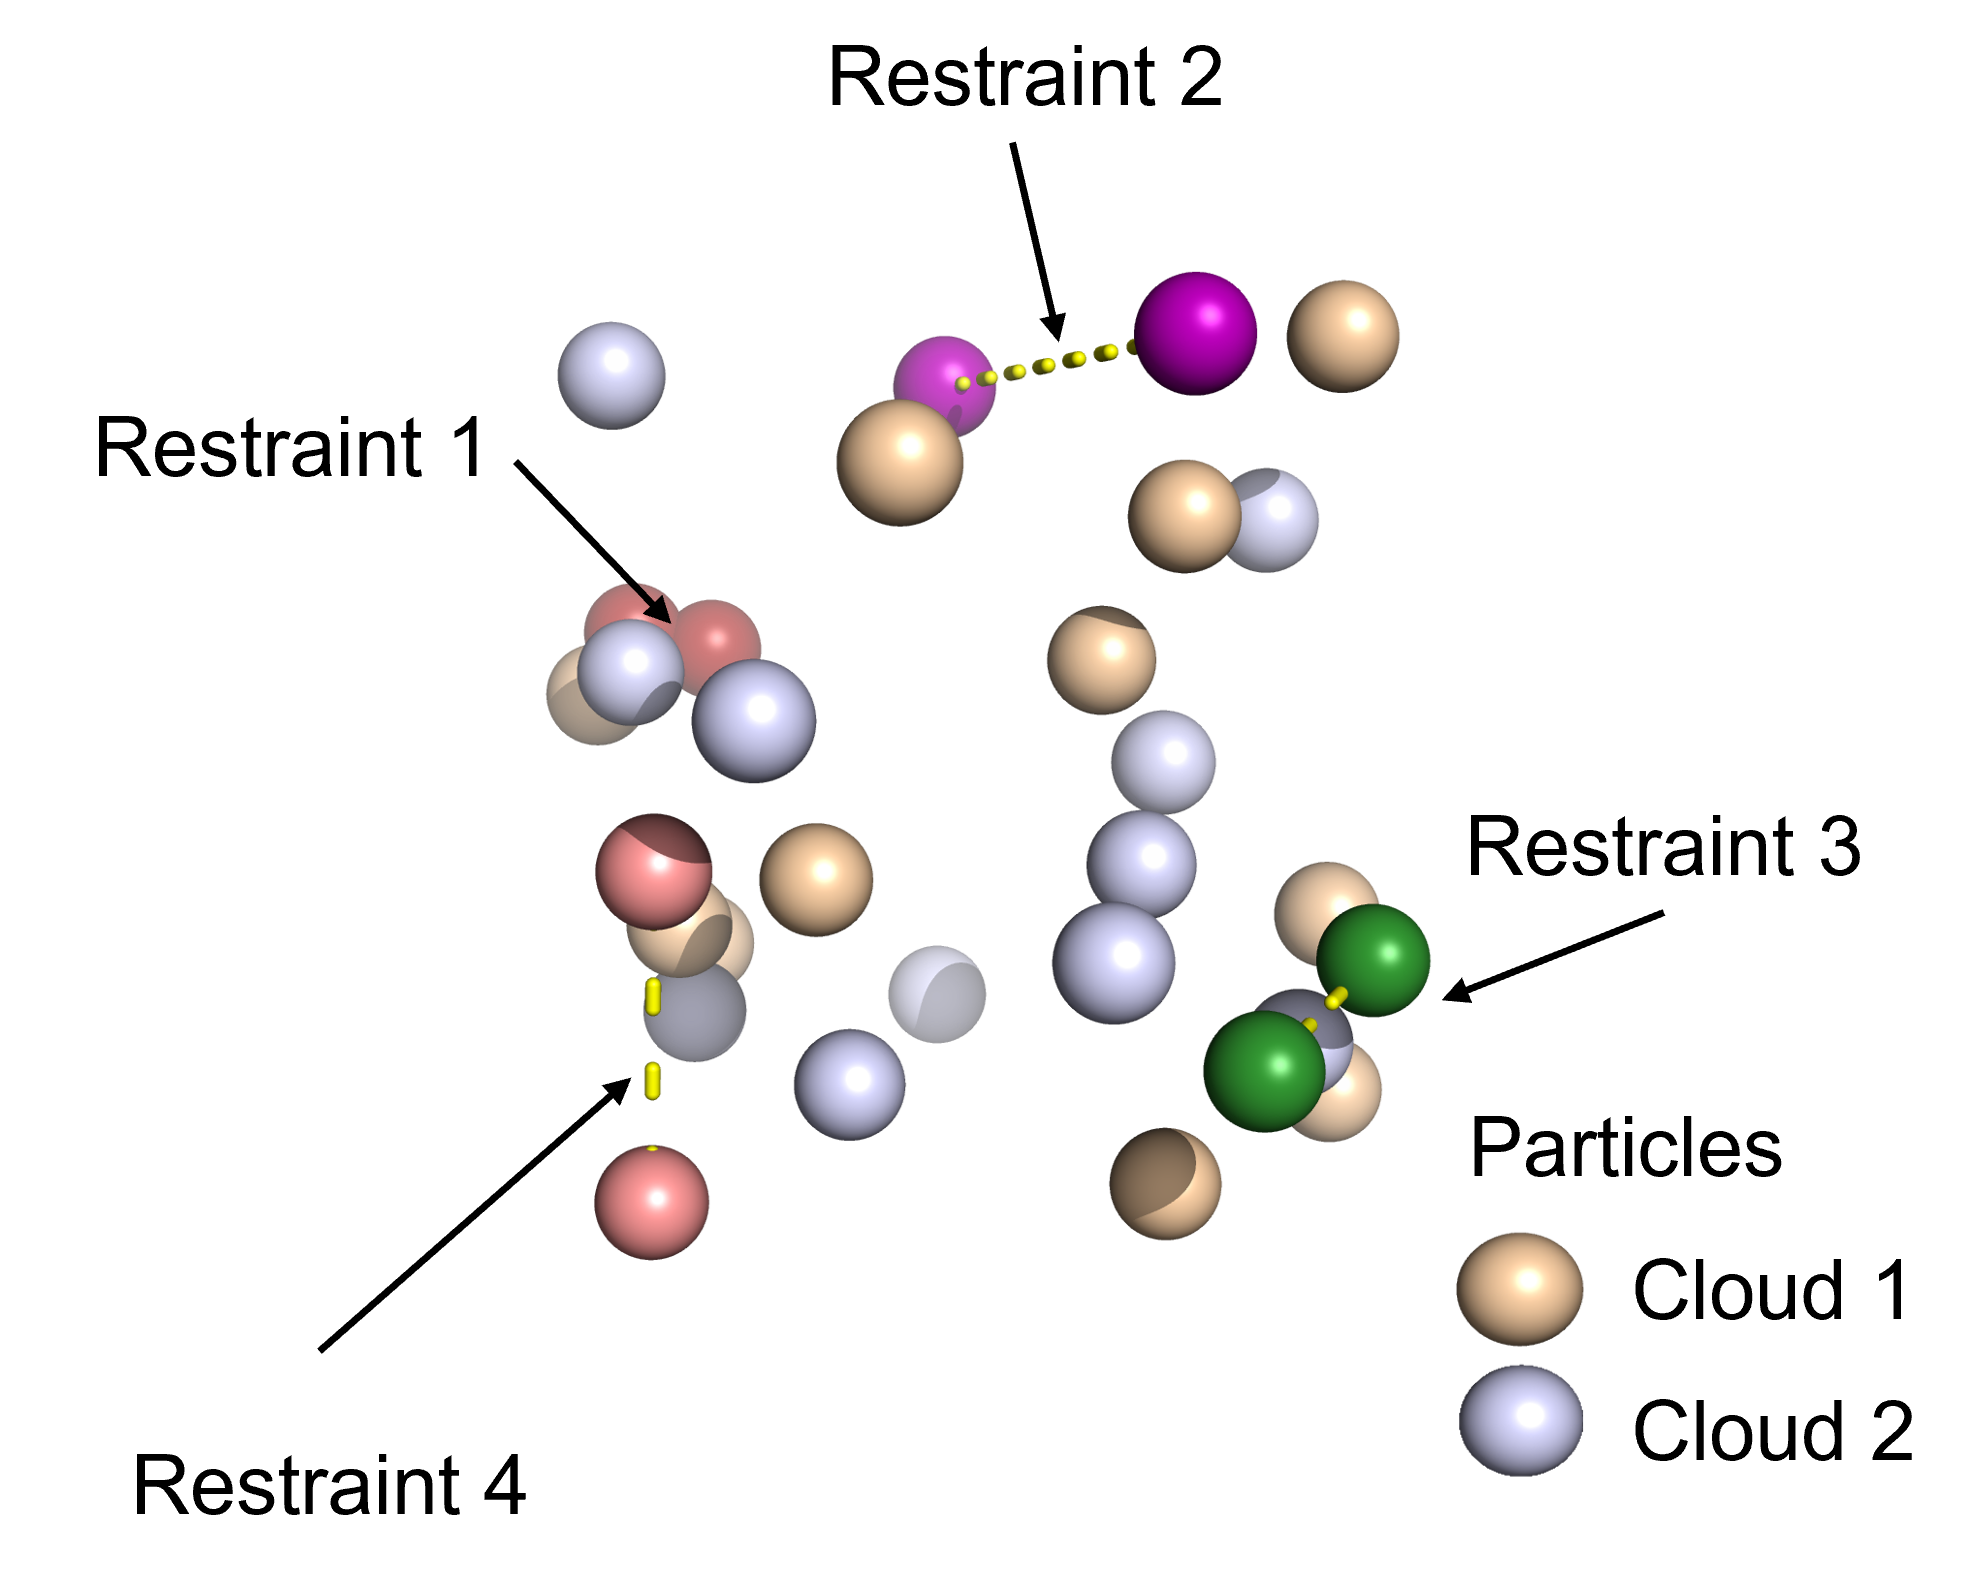 Restraint 2
Restraint 1
Restraint 3
Particles
Cloud 1
Cloud 2
Restraint 4